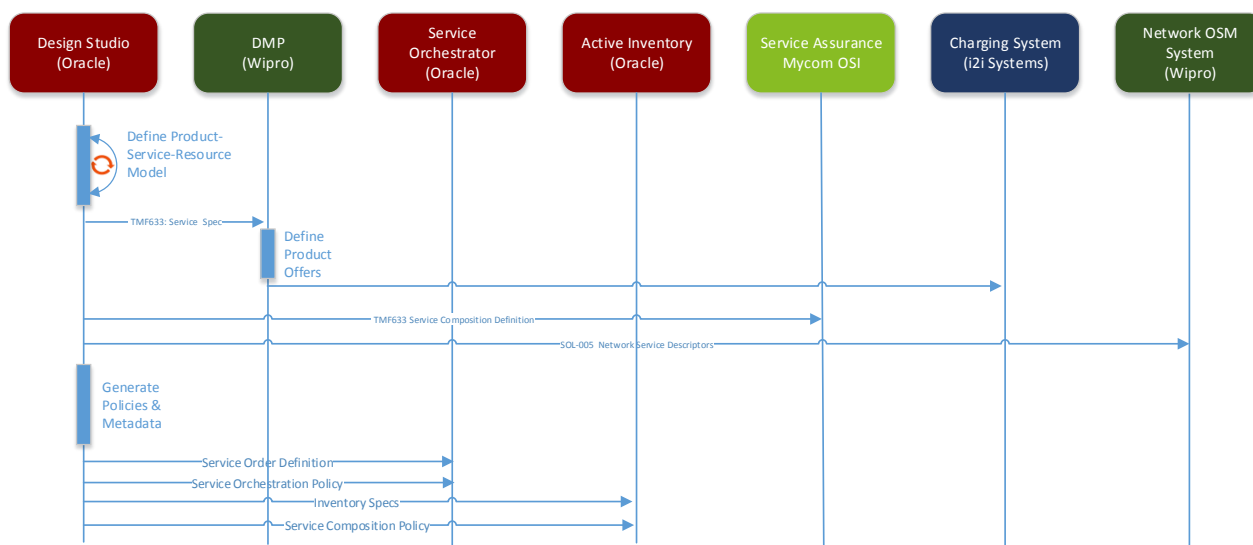 Design Studio
(Oracle)
DMP
(Wipro)
Service
Orchestrator
(Oracle)
Active Inventory
(Oracle)
Service Assurance
Mycom OSI
Charging System
(i2i Systems)
Network OSM
System
(Wipro)
Define Product-
Service-Resource
Model
TMF633: Service Spec
Define
Product
Offers
TMF633 Service Composition Definition
SOL-005 Network Service Descriptors
Generate
Policies &
Metadata
Service Order Definition
Service Orchestration Policy
Inventory Specs
Service Composition Policy